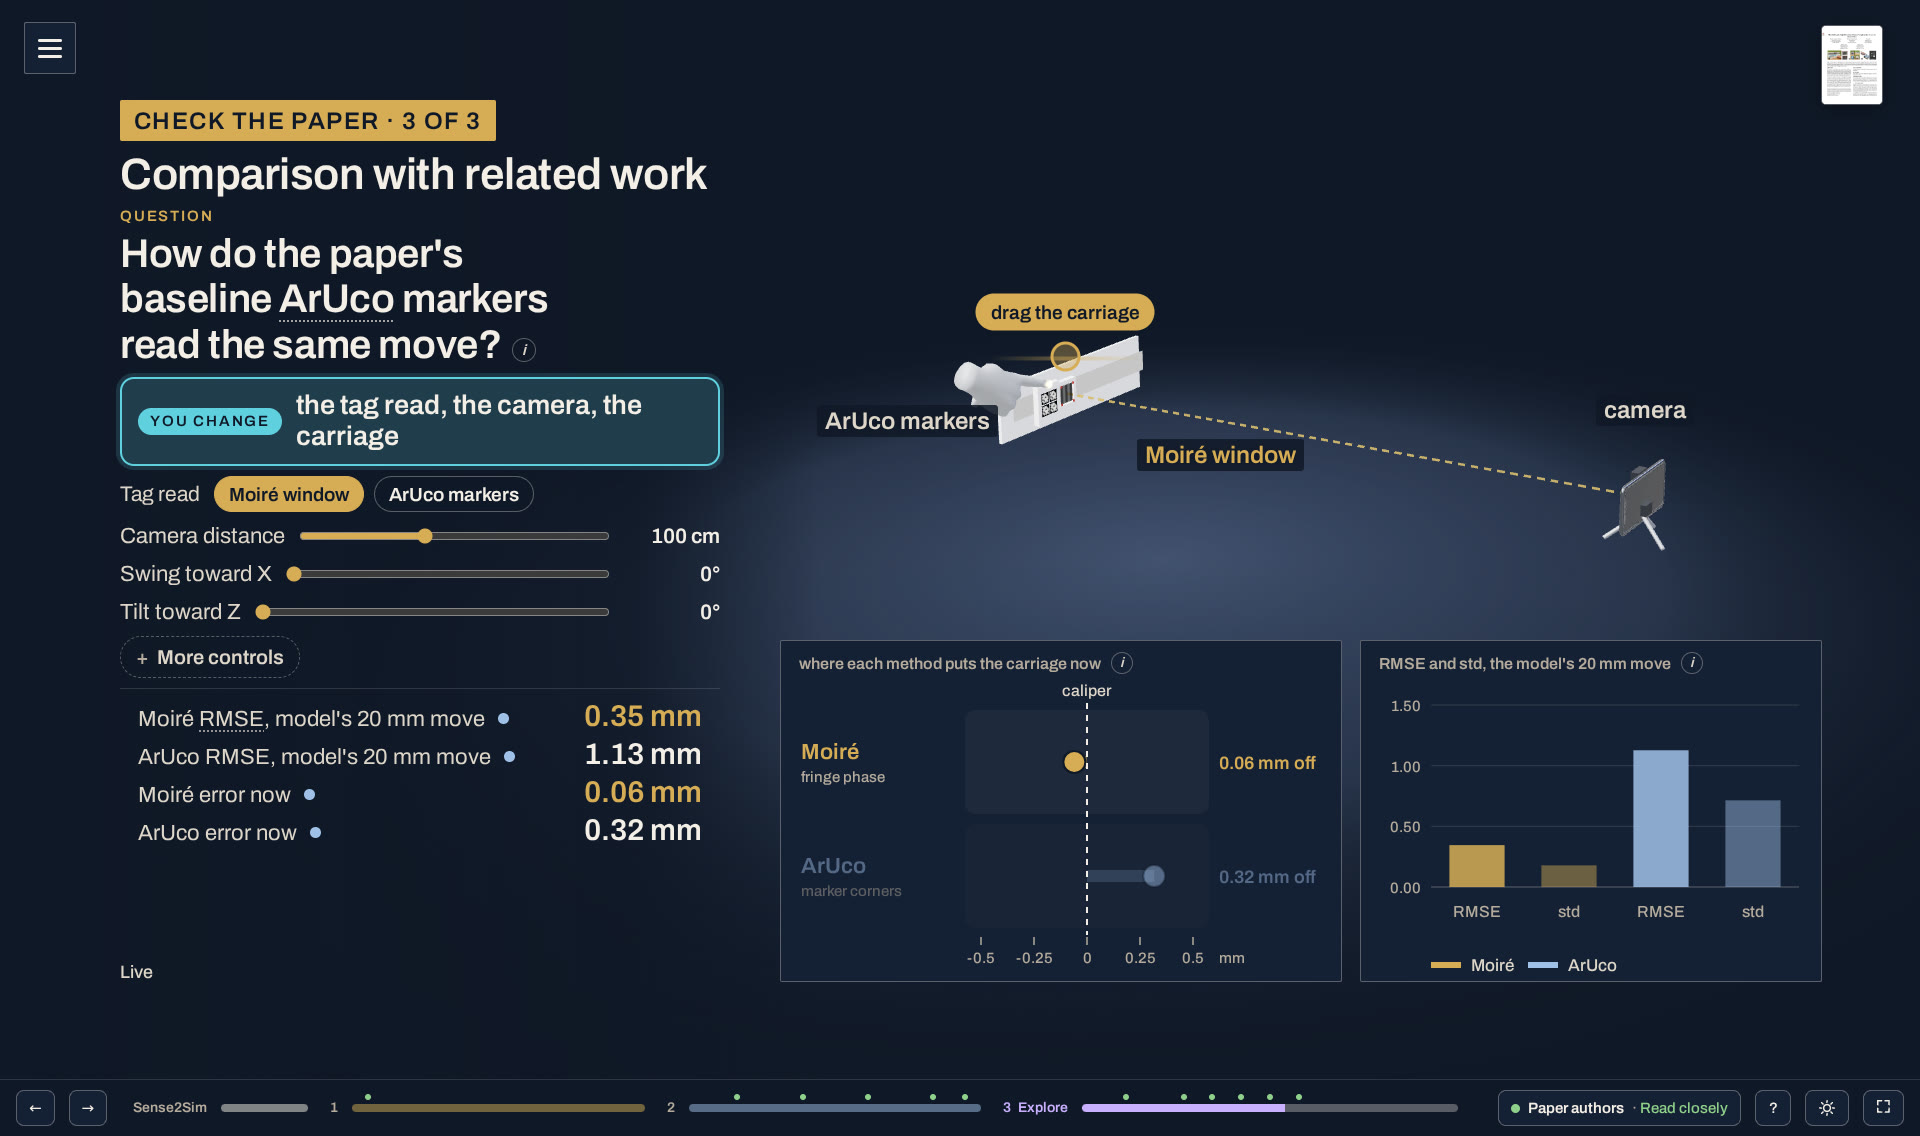 CHECK THE PAPER · 3 OF 3
Comparison with related work
QUESTION
How do the paper's
baseline ArUco markers
read the same move? i
YOU CHANGE
the tag read, the camera, the
carriage
Tag read Moiré window ArUco markers
Camera distance 100 cm
Swing toward X 0°
Tilt toward Z 0°
+ More controls
Moiré RMSE, model's 20 mm move 0.35 mm
ArUco RMSE, model's 20 mm move 1.13 mm
Moiré error now 0.06 mm
ArUco error now 0.32 mm
Live
drag the carriage
ArUco markers
Moiré window
camera
where each method puts the carriage now i
caliper
Moiré
fringe phase
0.06 mm off
ArUco
marker corners
0.32 mm off
-0.5 -0.25 0 0.25 0.5 mm
RMSE and std, the model's 20 mm move i
1.50
1.00
0.50
0.00
RMSE std RMSE std
Moiré ArUco
← → Sense2Sim 1 2 3 Explore Paper authors · Read closely ?